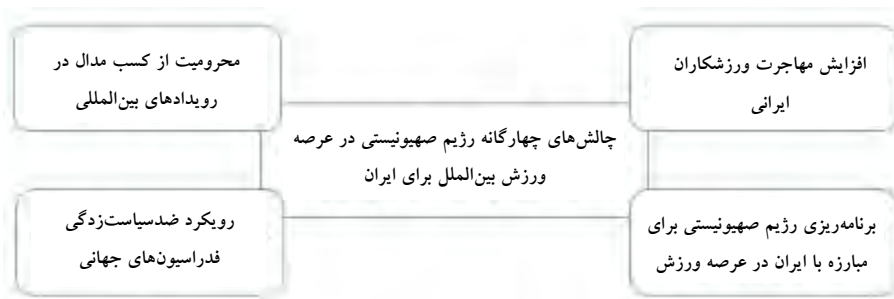 افزایش مهاجرت ورزشکاران
ایرانی
محرومیت از کسب مدال در
رویدادهای بین‌المللی
چالش‌های چهارگانه رژیم صهیونیستی در عرصه
ورزش بین‌الملل برای ایران
برنامه‌ریزی رژیم صهیونیستی برای
مبارزه با ایران در عرصه ورزش
رویکرد ضدسیاست‌زدگی
فدراسیون‌های جهانی